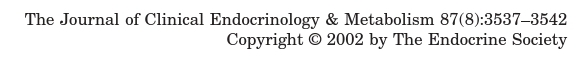 The Journal of Clinical Endocrinology & Metabolism 87(8):3537–3542
Copyright © 2002 by The Endocrine Society